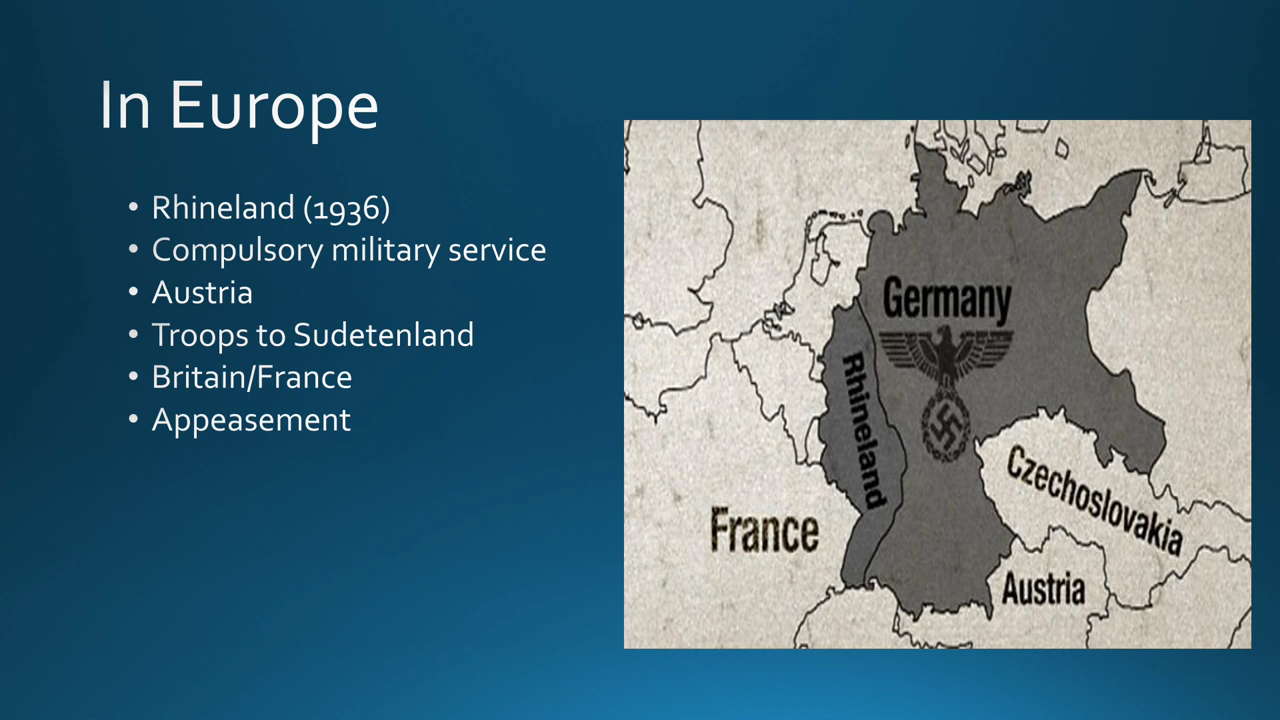 In Europe
• Rhineland (1936)
• Compulsory military service
• Austria
• Troops to Sudetenland
• Britain/France
• Appeasement
Germany
Rhineland
Czechoslovakia
France
Austria